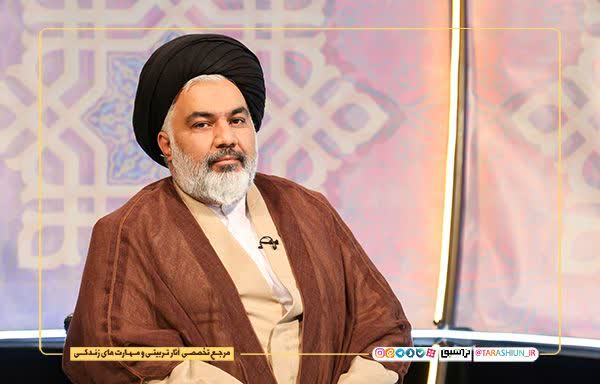 مرجع تخصصی آثار تربیتی و مهارت های زندگی
تراشیون
@TARASHIUN_IR